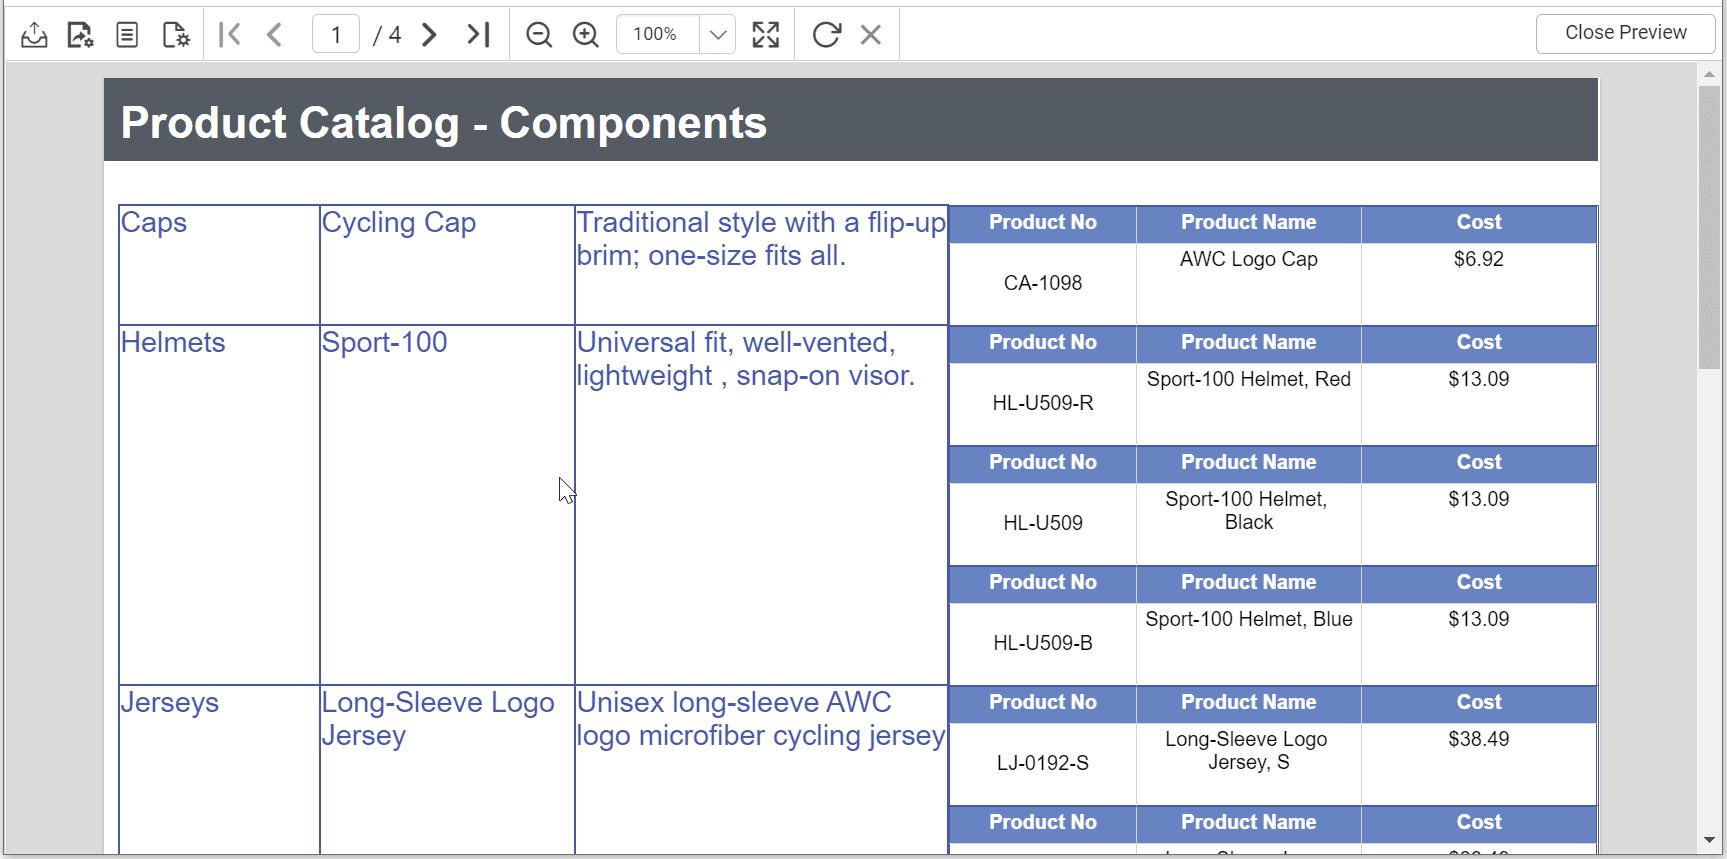 1 / 4 100% Close Preview
Product Catalog - Components
Caps Cycling Cap Traditional style with a flip-up
brim; one-size fits all.
Product No Product Name Cost
CA-1098 AWC Logo Cap $6.92
Helmets Sport-100 Universal fit, well-vented,
lightweight , snap-on visor.
Product No Product Name Cost
HL-U509-R Sport-100 Helmet, Red $13.09
Product No Product Name Cost
HL-U509 Sport-100 Helmet,
Black $13.09
Product No Product Name Cost
HL-U509-B Sport-100 Helmet, Blue $13.09
Jerseys Long-Sleeve Logo
Jersey
Unisex long-sleeve AWC
logo microfiber cycling jersey
Product No Product Name Cost
LJ-0192-S Long-Sleeve Logo
Jersey, S $38.49
Product No Product Name Cost